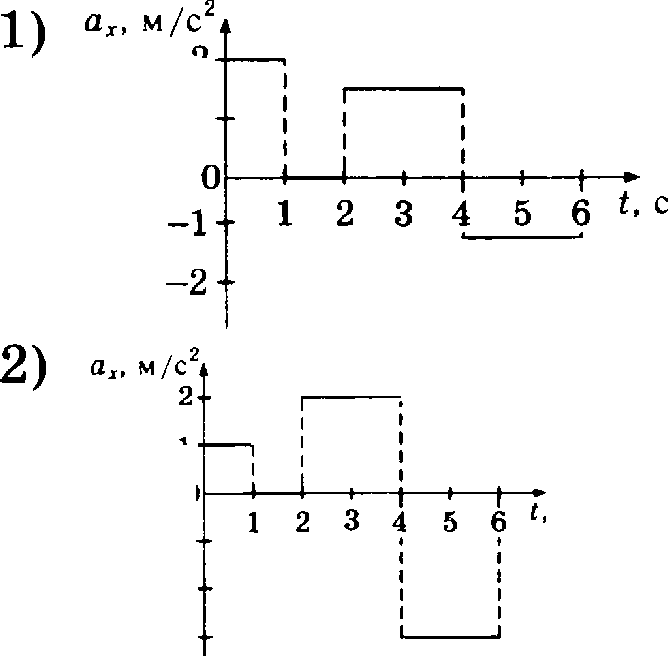 1) aₓ, м/с²
0
1 2 3 4 5 6 t, с
–1
–2
2) aₓ, м/с²
2
1 2 3 4 5 6 t,